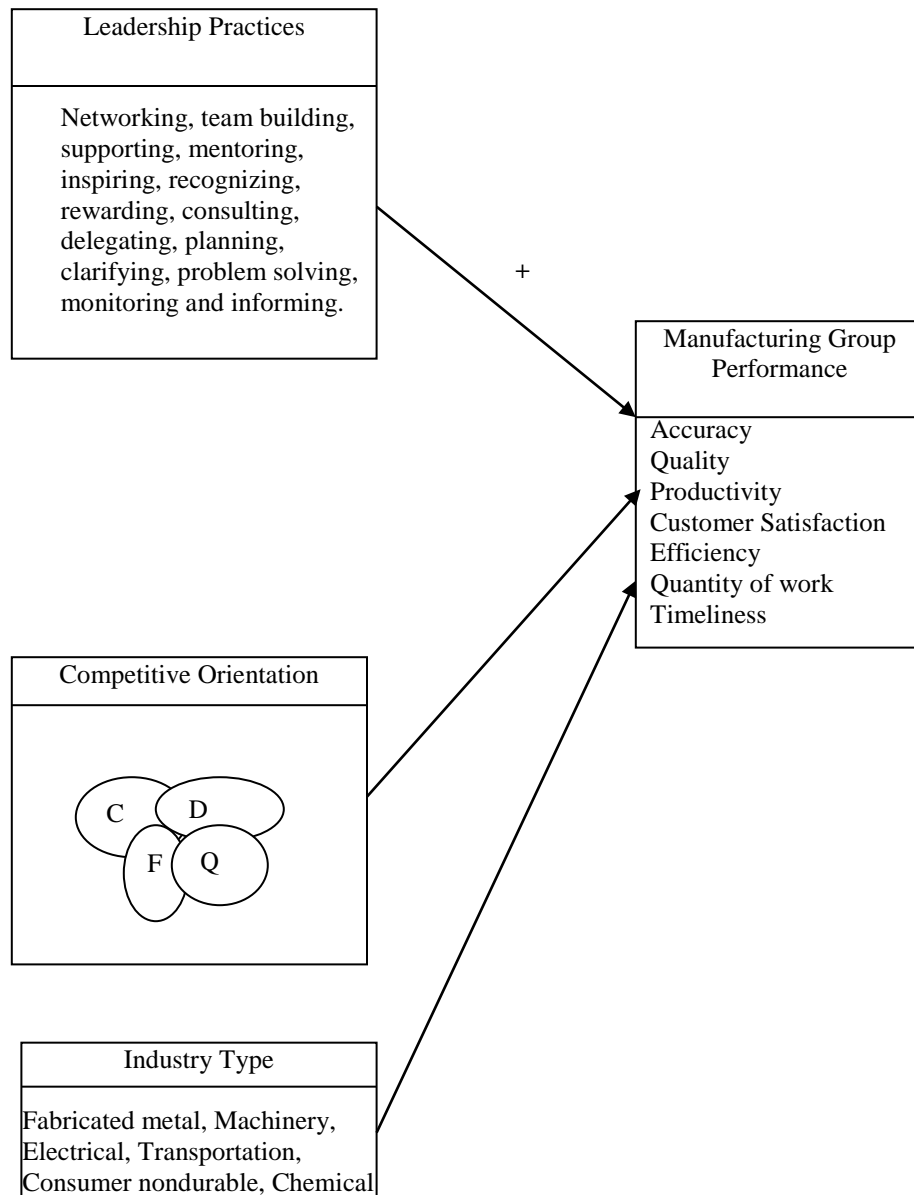 Leadership Practices
Networking, team building,
supporting, mentoring,
inspiring, recognizing,
rewarding, consulting,
delegating, planning,
clarifying, problem solving,
monitoring and informing.
+
Manufacturing Group
Performance
Accuracy
Quality
Productivity
Customer Satisfaction
Efficiency
Quantity of work
Timeliness
Competitive Orientation
C D
F Q
Industry Type
Fabricated metal, Machinery,
Electrical, Transportation,
Consumer nondurable, Chemical